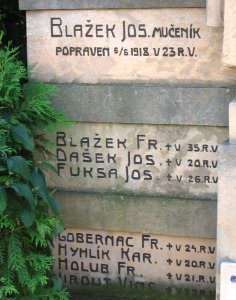 BLAŽEK JOS. MUČENÍK
POPRAVEN 6/6 1918. V 23 R.V.
BLAŽEK FR. † V 35.R.V
DAŠEK JOS. † V 20.R.V
FUKSA JOS. † V 26.R.V
GOBERNAC FR. † V 24.R.V
HYHLÍK KAR. † V 20.R.V
HOLUB FR. † V 21.R.V